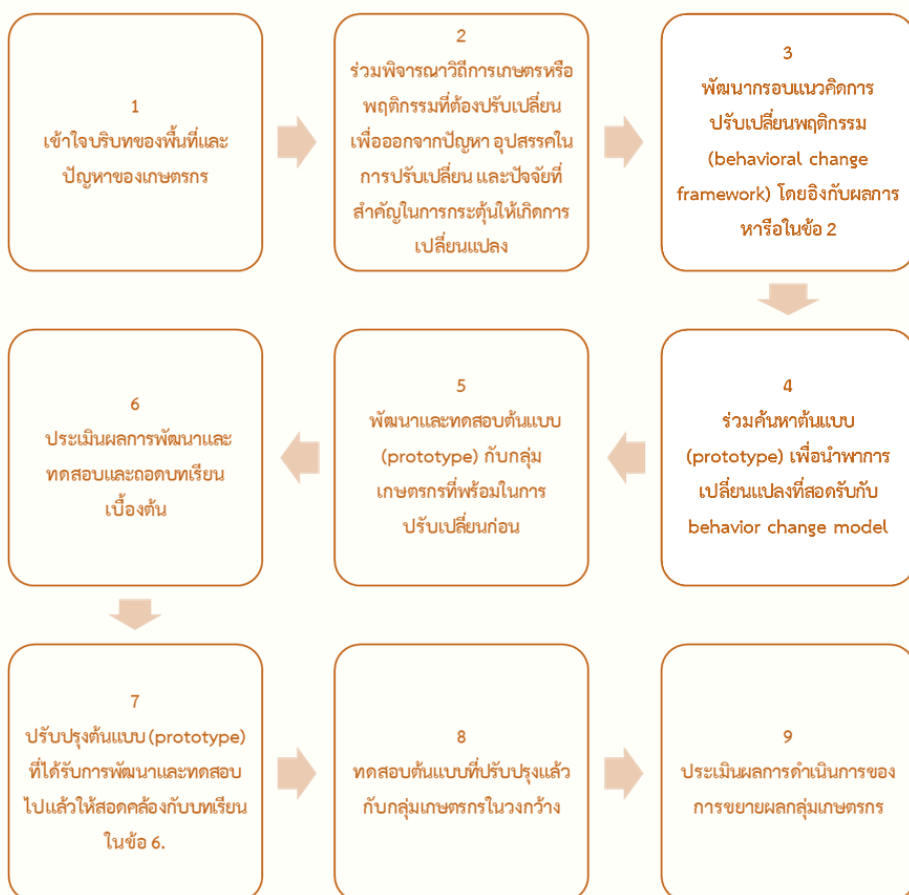 1
เข้าใจบริบทของพื้นที่และ
ปัญหาของเกษตรกร
2
ร่วมพิจารณาวิถีการเกษตรหรือ
พฤติกรรมที่ต้องปรับเปลี่ยน
เพื่อออกจากปัญหา อุปสรรคใน
การปรับเปลี่ยน และปัจจัยที่
สำคัญในการกระตุ้นให้เกิดการ
เปลี่ยนแปลง
3
พัฒนากรอบแนวคิดการ
ปรับเปลี่ยนพฤติกรรม
(behavioral change
framework) โดยอิงกับผลการ
หารือในข้อ 2
4
ร่วมค้นหาต้นแบบ
(prototype) เพื่อนำพาการ
เปลี่ยนแปลงที่สอดรับกับ
behavior change model
5
พัฒนาและทดสอบต้นแบบ
(prototype) กับกลุ่ม
เกษตรกรที่พร้อมในการ
ปรับเปลี่ยนก่อน
6
ประเมินผลการพัฒนาและ
ทดสอบและถอดบทเรียน
เบื้องต้น
7
ปรับปรุงต้นแบบ (prototype)
ที่ได้รับการพัฒนาและทดสอบ
ไปแล้วให้สอดคล้องกับบทเรียน
ในข้อ 6.
8
ทดสอบต้นแบบที่ปรับปรุงแล้ว
กับกลุ่มเกษตรกรในวงกว้าง
9
ประเมินผลการดำเนินการของ
การขยายผลกลุ่มเกษตรกร